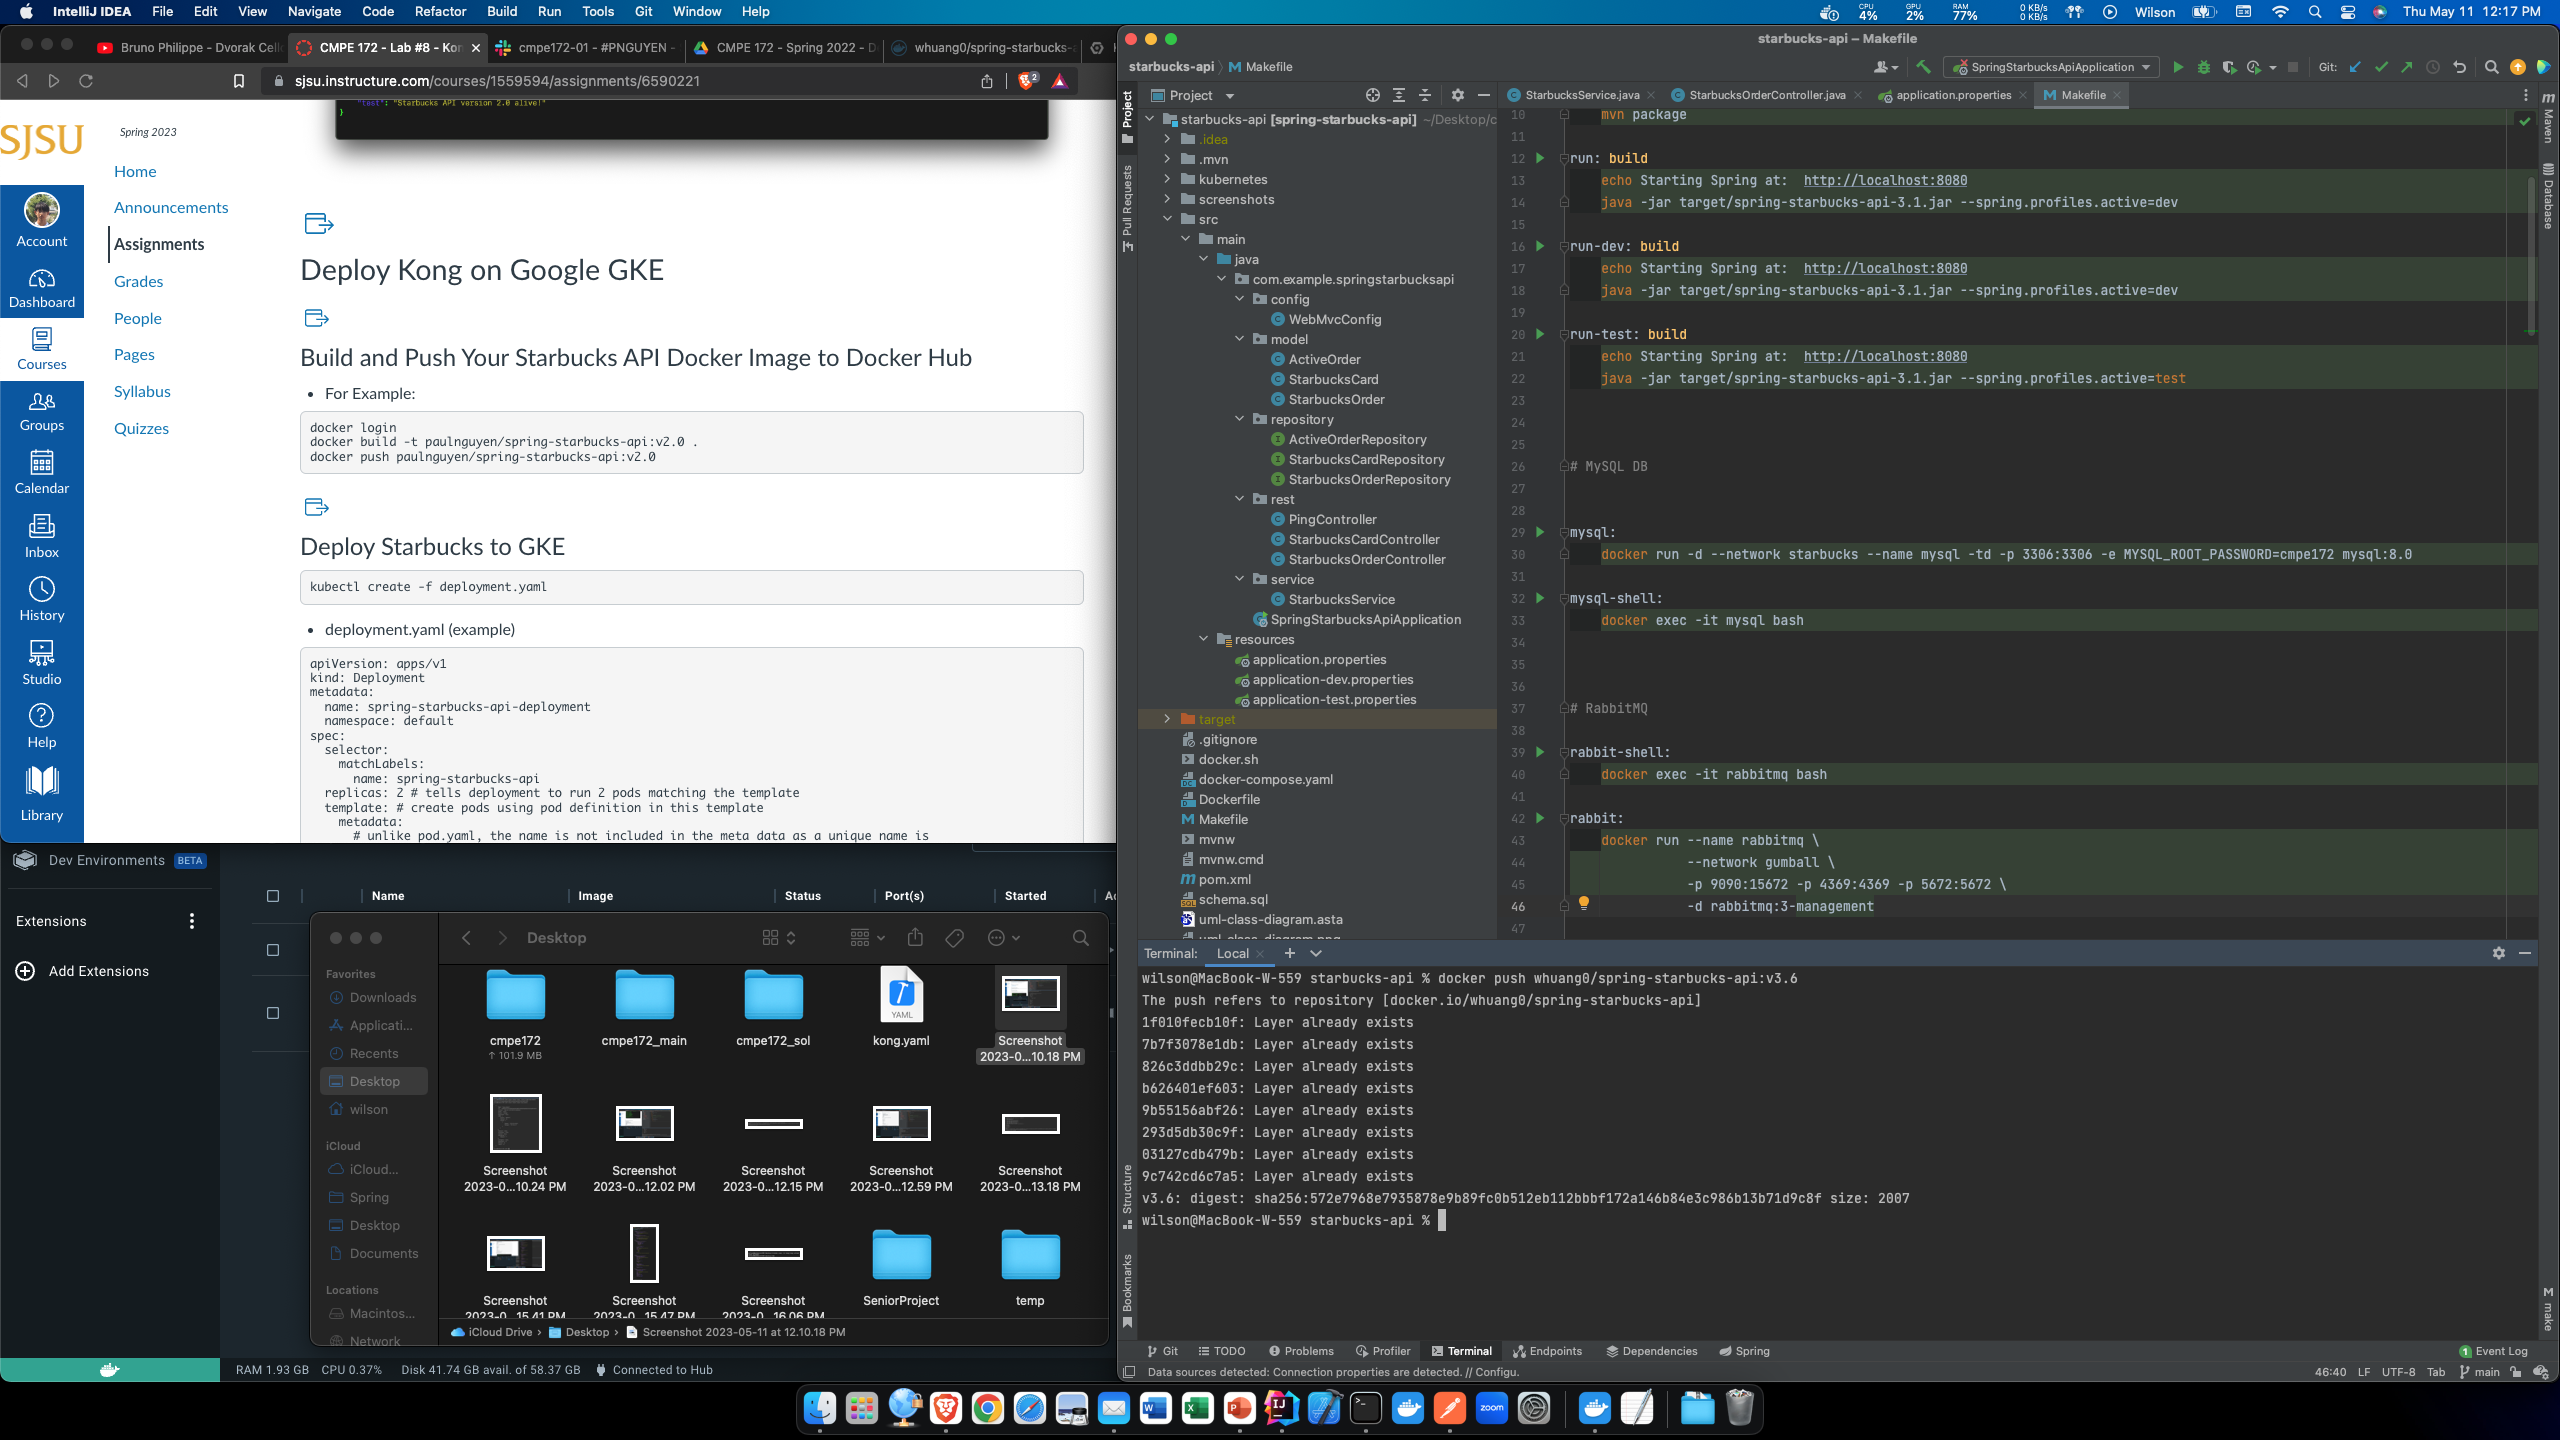 IntelliJ IDEA File Edit View Navigate Code Refactor Build Run Tools Git Window Help
CPU 4% GPU 2% RAM 77% 0 KB/s 0 KB/s Wilson Thu May 11 12:17 PM
Bruno Philippe - Dvorak Cell
CMPE 172 - Lab #8 - Kon
cmpe172-01 - #PNGUYEN -
CMPE 172 - Spring 2022 - D
whuang0/spring-starbucks-a
sjsu.instructure.com/courses/1559594/assignments/6590221
2
"test": "Starbucks API version 2.0 alive!"
}
SJSU
Spring 2023
Home
Announcements
Assignments
Grades
People
Pages
Syllabus
Quizzes
Account
Dashboard
Courses
Groups
Calendar
Inbox
History
Studio
Help
Library
Deploy Kong on Google GKE
Build and Push Your Starbucks API Docker Image to Docker Hub
• For Example:
docker login
docker build -t paulnguyen/spring-starbucks-api:v2.0 .
docker push paulnguyen/spring-starbucks-api:v2.0
Deploy Starbucks to GKE
kubectl create -f deployment.yaml
• deployment.yaml (example)
apiVersion: apps/v1
kind: Deployment
metadata:
name: spring-starbucks-api-deployment
namespace: default
spec:
selector:
matchLabels:
name: spring-starbucks-api
replicas: 2 # tells deployment to run 2 pods matching the template
template: # create pods using pod definition in this template
metadata:
# unlike pod.yaml, the name is not included in the meta data as a unique name is
Dev Environments BETA
Extensions
Add Extensions
Name Image Status Port(s) Started
Desktop
Favorites
Downloads
Applicati...
Recents
Desktop
wilson
iCloud
iCloud...
Spring
Desktop
Documents
Locations
Macintos...
Network
cmpe172
↑ 101.9 MB
cmpe172_main
cmpe172_sol
YAML
kong.yaml
Screenshot
2023-0...10.18 PM
Screenshot
2023-0...10.24 PM
Screenshot
2023-0...12.02 PM
Screenshot
2023-0...12.15 PM
Screenshot
2023-0...12.59 PM
Screenshot
2023-0...13.18 PM
Screenshot
2023-0...15.41 PM
Screenshot
2023-0...15.47 PM
Screenshot
2023-0...16.06 PM
SeniorProject
temp
iCloud Drive › Desktop › Screenshot 2023-05-11 at 12.10.18 PM
RAM 1.93 GB CPU 0.37% Disk 41.74 GB avail. of 58.37 GB Connected to Hub
starbucks-api – Makefile
starbucks-api › Makefile
SpringStarbucksApiApplication
Git:
Project
Pull Requests
Structure
Bookmarks
Maven
Database
make
Project
StarbucksService.java
StarbucksOrderController.java
application.properties
Makefile
starbucks-api [spring-starbucks-api] ~/Desktop/c
.idea
.mvn
kubernetes
screenshots
src
main
java
com.example.springstarbucksapi
config
WebMvcConfig
model
ActiveOrder
StarbucksCard
StarbucksOrder
repository
ActiveOrderRepository
StarbucksCardRepository
StarbucksOrderRepository
rest
PingController
StarbucksCardController
StarbucksOrderController
service
StarbucksService
SpringStarbucksApiApplication
resources
application.properties
application-dev.properties
application-test.properties
target
.gitignore
docker.sh
docker-compose.yaml
Dockerfile
Makefile
mvnw
mvnw.cmd
pom.xml
schema.sql
uml-class-diagram.asta
uml-class-diagram.png
10 mvn package
11
12 run: build
13 echo Starting Spring at: http://localhost:8080
14 java -jar target/spring-starbucks-api-3.1.jar --spring.profiles.active=dev
15
16 run-dev: build
17 echo Starting Spring at: http://localhost:8080
18 java -jar target/spring-starbucks-api-3.1.jar --spring.profiles.active=dev
19
20 run-test: build
21 echo Starting Spring at: http://localhost:8080
22 java -jar target/spring-starbucks-api-3.1.jar --spring.profiles.active=test
23
24
25
26 # MySQL DB
27
28
29 mysql:
30 docker run -d --network starbucks --name mysql -td -p 3306:3306 -e MYSQL_ROOT_PASSWORD=cmpe172 mysql:8.0
31
32 mysql-shell:
33 docker exec -it mysql bash
34
35
36
37 # RabbitMQ
38
39 rabbit-shell:
40 docker exec -it rabbitmq bash
41
42 rabbit:
43 docker run --name rabbitmq \
44 --network gumball \
45 -p 9090:15672 -p 4369:4369 -p 5672:5672 \
46 -d rabbitmq:3-management
47
Terminal: Local
wilson@MacBook-W-559 starbucks-api % docker push whuang0/spring-starbucks-api:v3.6
The push refers to repository [docker.io/whuang0/spring-starbucks-api]
1f010fecb10f: Layer already exists
7b7f3078e1db: Layer already exists
826c3ddbb29c: Layer already exists
b626401ef603: Layer already exists
9b55156abf26: Layer already exists
293d5db30c9f: Layer already exists
03127cdb479b: Layer already exists
9c742cd6c7a5: Layer already exists
v3.6: digest: sha256:572e7968e7935878e9b89fc0b512eb112bbbf172a146b84e3c986b13b71d9c8f size: 2007
wilson@MacBook-W-559 starbucks-api %
Git TODO Problems Profiler Terminal Endpoints Dependencies Spring 1 Event Log
Data sources detected: Connection properties are detected. // Configu. 46:40 LF UTF-8 Tab main
zoom